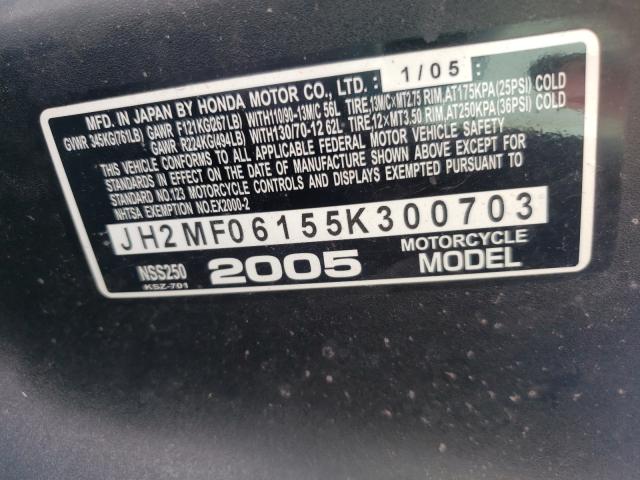 MFD. IN JAPAN BY HONDA MOTOR CO., LTD. 1/05
GVWR 345KG(761LB) GAWR F121KG(267LB) WITH110/90-13M/C 56L TIRE,13M/C×MT2.75 RIM,AT175KPA(25PSI) COLD
GAWR R224KG(494LB) WITH130/70-12 62L TIRE 12×MT3.50 RIM,AT250KPA(36PSI) COLD
THIS VEHICLE CONFORMS TO ALL APPLICABLE FEDERAL MOTOR VEHICLE SAFETY
STANDARDS IN EFFECT ON THE DATE OF MANUFACTURE SHOWN ABOVE EXCEPT FOR
STANDARD NO.123 MOTORCYCLE CONTROLS AND DISPLAYS EXEMPTED PURSUANT TO
NHTSA EXEMPTION NO.EX2000-2
JH2MF06155K300703
NSS250 2005 MOTORCYCLE
KSZ-701 MODEL